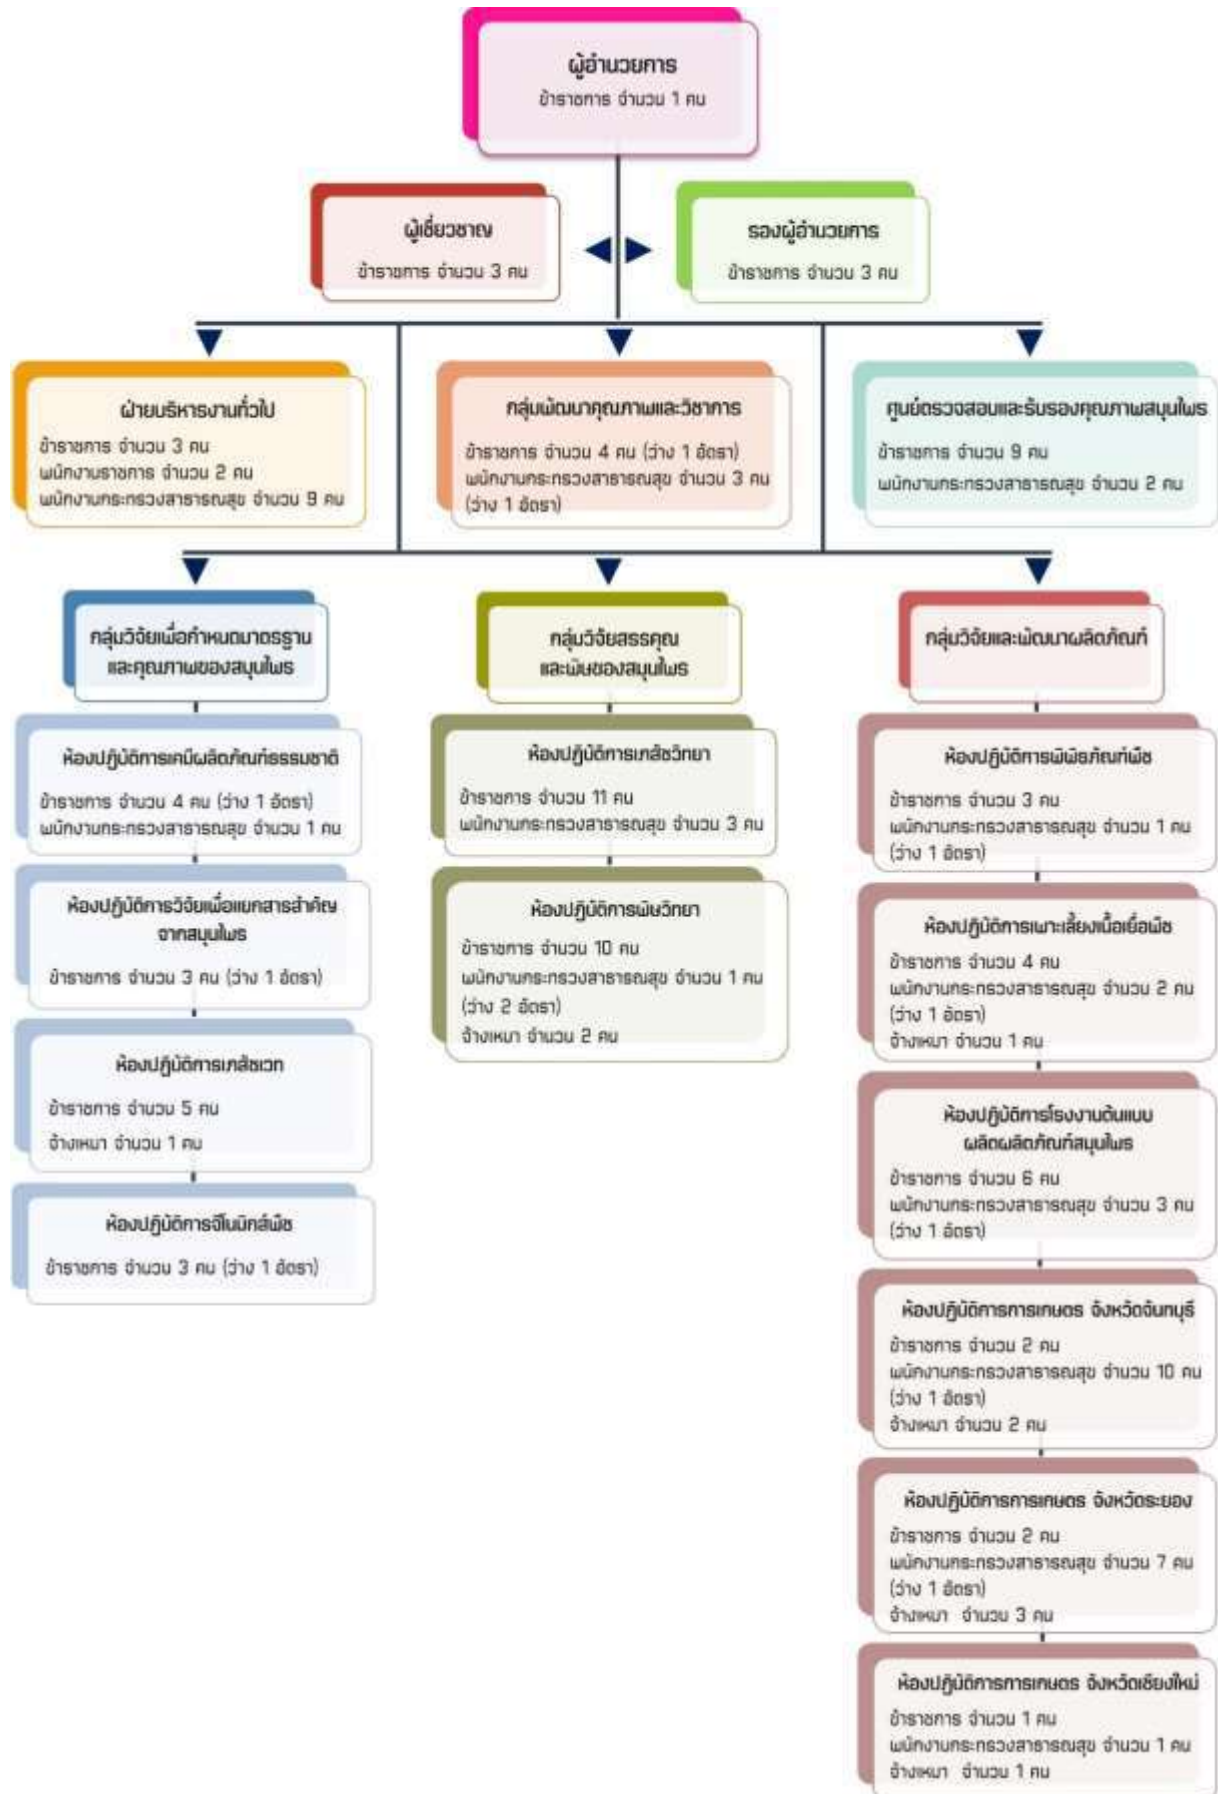 ผู้อำนวยการ
ข้าราชการ จำนวน 1 คน
ผู้เชี่ยวชาญ
ข้าราชการ จำนวน 3 คน
รองผู้อำนวยการ
ข้าราชการ จำนวน 3 คน
ฝ่ายบริหารงานทั่วไป
ข้าราชการ จำนวน 3 คน
พนักงานราชการ จำนวน 2 คน
พนักงานกระทรวงสาธารณสุข จำนวน 9 คน
กลุ่มพัฒนาคุณภาพและวิชาการ
ข้าราชการ จำนวน 4 คน (ว่าง 1 อัตรา)
พนักงานกระทรวงสาธารณสุข จำนวน 3 คน
(ว่าง 1 อัตรา)
ศูนย์ตรวจสอบและรับรองคุณภาพสมุนไพร
ข้าราชการ จำนวน 9 คน
พนักงานกระทรวงสาธารณสุข จำนวน 2 คน
กลุ่มวิจัยเพื่อกำหนดมาตรฐาน
และคุณภาพของสมุนไพร
ห้องปฏิบัติการเคมีผลิตภัณฑ์ธรรมชาติ
ข้าราชการ จำนวน 4 คน (ว่าง 1 อัตรา)
พนักงานกระทรวงสาธารณสุข จำนวน 1 คน
ห้องปฏิบัติการวิจัยเพื่อแยกสารสำคัญ
จากสมุนไพร
ข้าราชการ จำนวน 3 คน (ว่าง 1 อัตรา)
ห้องปฏิบัติการเภสัชเวท
ข้าราชการ จำนวน 5 คน
จ้างเหมา จำนวน 1 คน
ห้องปฏิบัติการจีโนมิกส์พืช
ข้าราชการ จำนวน 3 คน (ว่าง 1 อัตรา)
กลุ่มวิจัยสรรคุณ
และพิษของสมุนไพร
ห้องปฏิบัติการเภสัชวิทยา
ข้าราชการ จำนวน 11 คน
พนักงานกระทรวงสาธารณสุข จำนวน 3 คน
ห้องปฏิบัติการพิษวิทยา
ข้าราชการ จำนวน 10 คน
พนักงานกระทรวงสาธารณสุข จำนวน 1 คน
(ว่าง 2 อัตรา)
จ้างเหมา จำนวน 2 คน
กลุ่มวิจัยและพัฒนาผลิตภัณฑ์
ห้องปฏิบัติการพิพิธภัณฑ์พืช
ข้าราชการ จำนวน 3 คน
พนักงานกระทรวงสาธารณสุข จำนวน 1 คน
(ว่าง 1 อัตรา)
ห้องปฏิบัติการเพาะเลี้ยงเนื้อเยื่อพืช
ข้าราชการ จำนวน 4 คน
พนักงานกระทรวงสาธารณสุข จำนวน 2 คน
(ว่าง 1 อัตรา)
จ้างเหมา จำนวน 1 คน
ห้องปฏิบัติการโรงงานต้นแบบ
ผลิตผลิตภัณฑ์สมุนไพร
ข้าราชการ จำนวน 6 คน
พนักงานกระทรวงสาธารณสุข จำนวน 3 คน
(ว่าง 1 อัตรา)
ห้องปฏิบัติการการเกษตร จังหวัดจันทบุรี
ข้าราชการ จำนวน 2 คน
พนักงานกระทรวงสาธารณสุข จำนวน 10 คน
(ว่าง 1 อัตรา)
จ้างเหมา จำนวน 2 คน
ห้องปฏิบัติการการเกษตร จังหวัดระยอง
ข้าราชการ จำนวน 2 คน
พนักงานกระทรวงสาธารณสุข จำนวน 7 คน
(ว่าง 1 อัตรา)
จ้างเหมา จำนวน 3 คน
ห้องปฏิบัติการการเกษตร จังหวัดเชียงใหม่
ข้าราชการ จำนวน 1 คน
พนักงานกระทรวงสาธารณสุข จำนวน 1 คน
จ้างเหมา จำนวน 1 คน